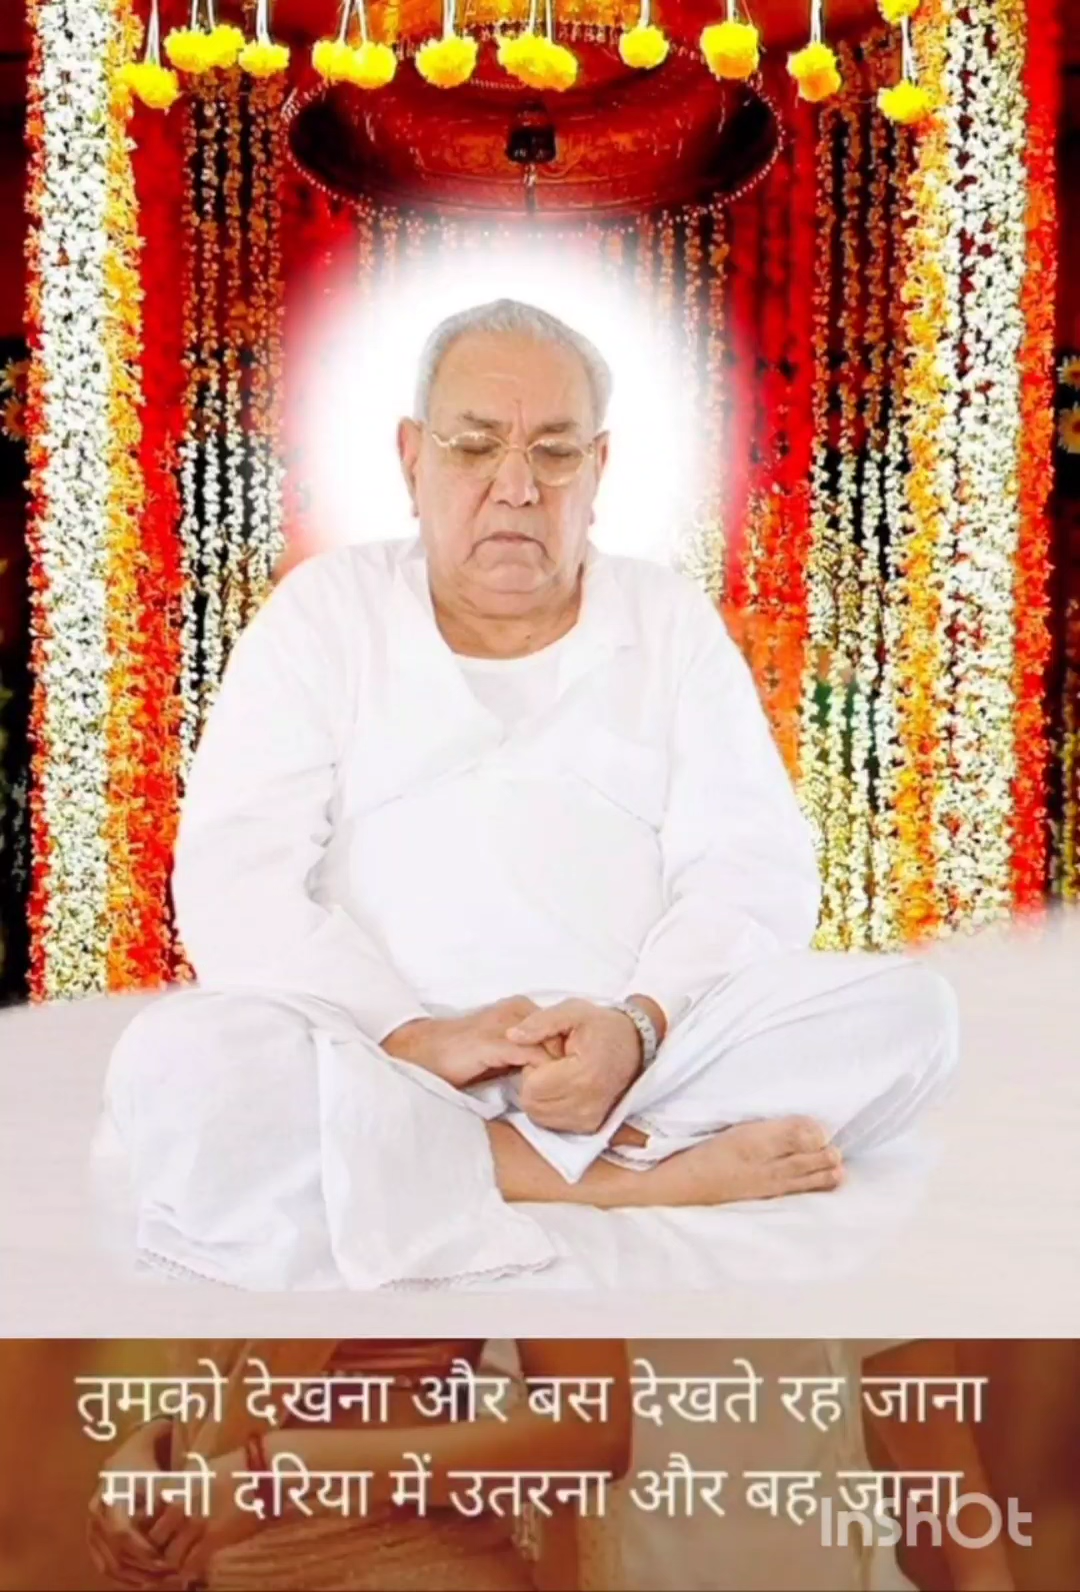 तुमको देखना और बस देखते रह जाना
मानो दरिया में उतरना और बह जाना
InShOt